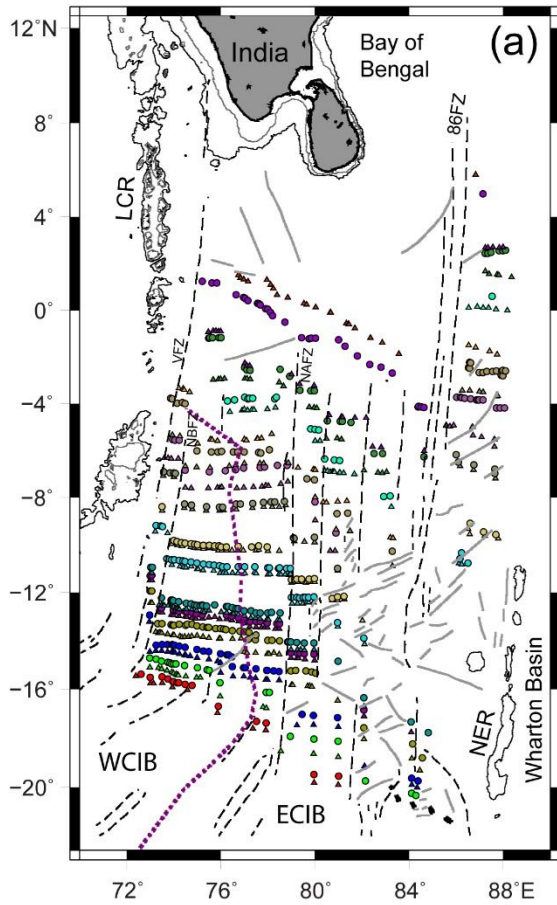 12°N
8°
4°
0°
−4°
−8°
−12°
−16°
−20°
(a)
India
Bay of
Bengal
86FZ
LCR
VFZ
NAFZ
NBFZ
WCIB
ECIB
NER
Wharton Basin
72°
76°
80°
84°
88°E